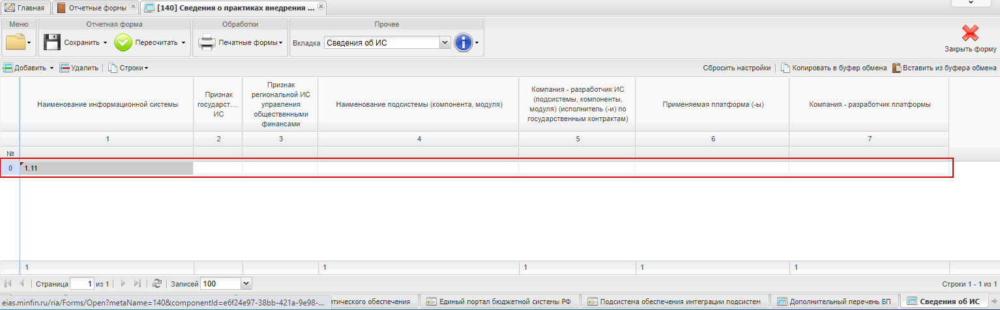 Главная
Отчетные формы
[140] Сведения о практиках внедрения ...
Меню
Отчетная форма
Обработки
Прочее
Сохранить
Пересчитать
Печатные формы
Вкладка
Сведения об ИС
Закрыть форму
Добавить
Удалить
Строки
Сбросить настройки
Копировать в буфер обмена
Вставить из буфера обмена
Наименование информационной системы
Признак
государст...
ИС
Признак
региональной ИС
управления
общественными
финансами
Наименование подсистемы (компонента, модуля)
Компания - разработчик ИС
(подсистемы, компоненты,
модуля) (исполнитель (-и) по
государственным контрактам)
Применяемая платформа (-ы)
Компания - разработчик платформы
1 2 3 4 5 6 7
№
0 1.11
1 1 1 1 1
Страница 1 из 1
Записей 100
Строки 1 - 1 из 1
eias.minfin.ru/ria/Forms/Open?metaName=140&componentId=e6f24e97-38bb-421a-9e98-...
итического обеспечения
Единый портал бюджетной системы РФ
Подсистема обеспечения интеграции подсистем
Дополнительный перечень БП
Сведения об ИС